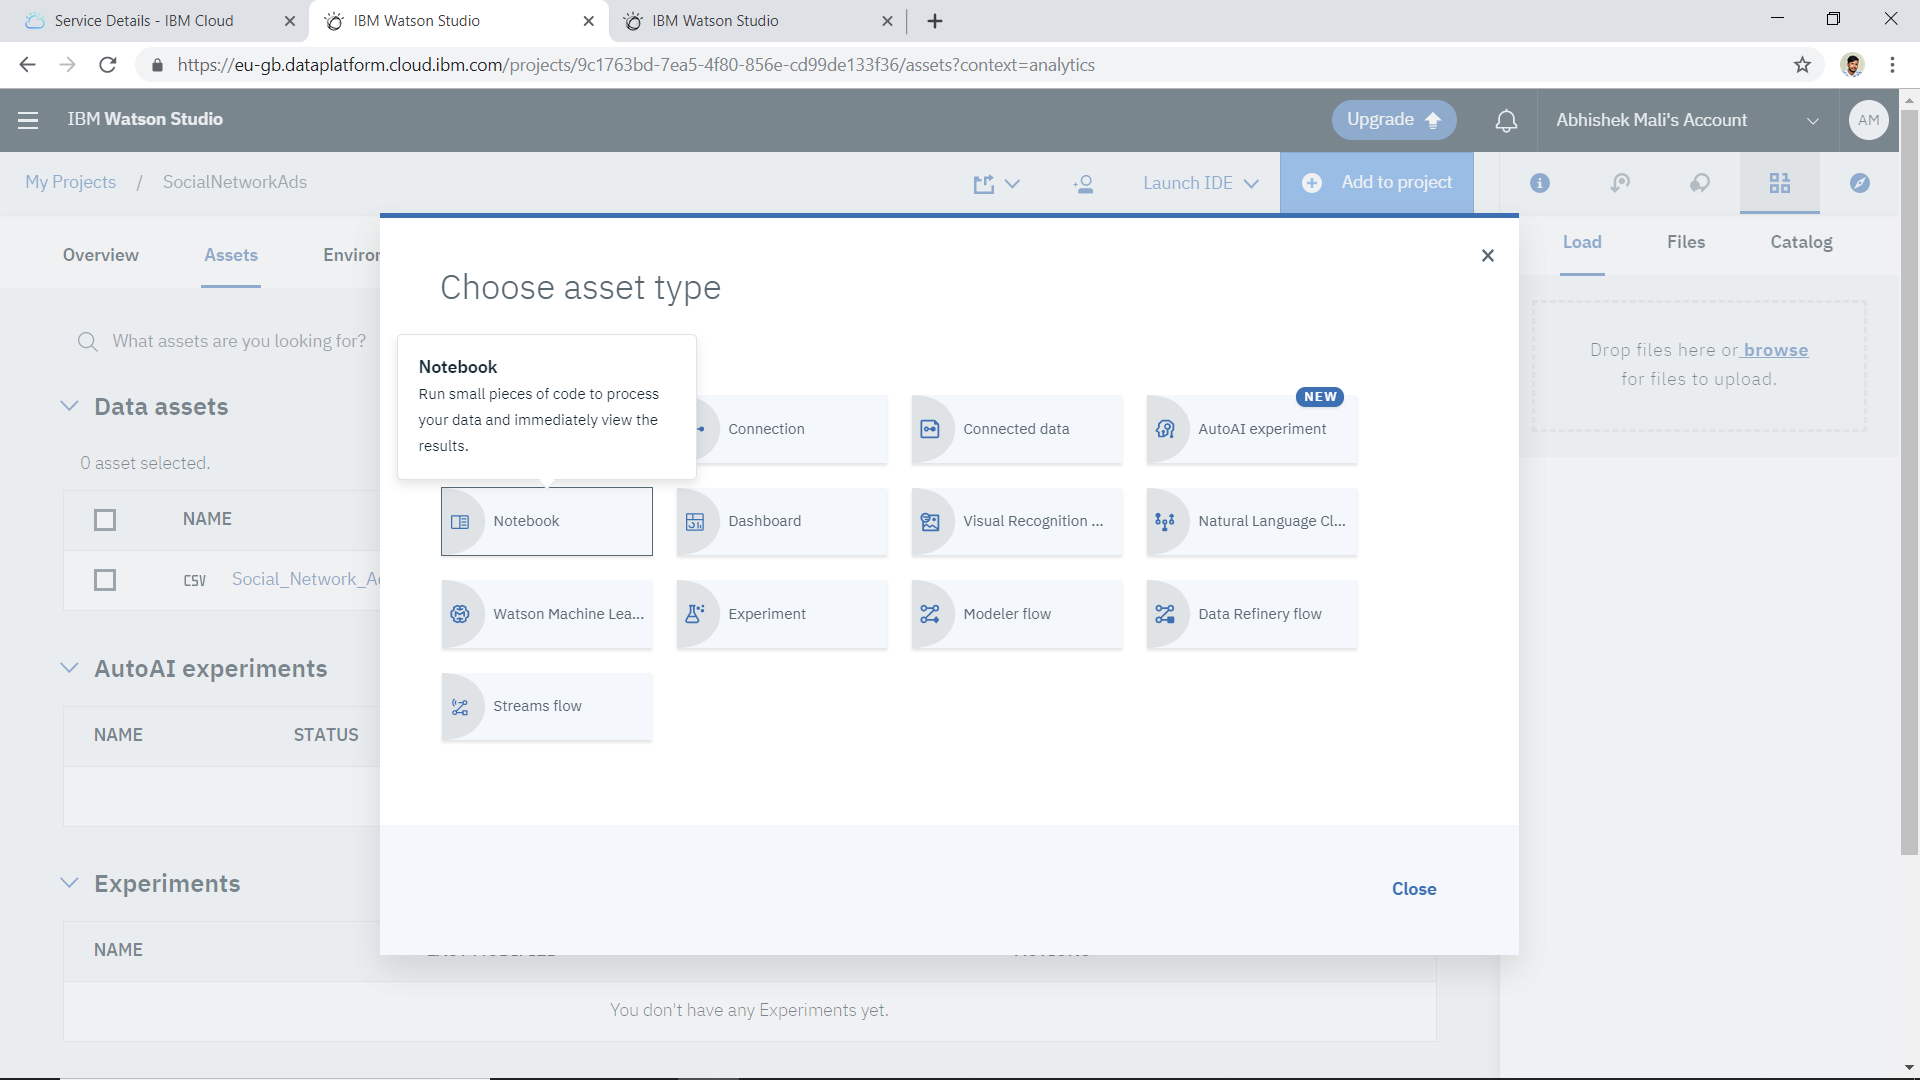 Service Details - IBM Cloud
IBM Watson Studio
IBM Watson Studio
https://eu-gb.dataplatform.cloud.ibm.com/projects/9c1763bd-7ea5-4f80-856e-cd99de133f36/assets?context=analytics
IBM Watson Studio
Upgrade
Abhishek Mali's Account
AM
My Projects / SocialNetworkAds
Launch IDE
Add to project
Overview
Assets
Load
Files
Catalog
Choose asset type
What assets are you looking for?
Drop files here or browse
for files to upload.
Notebook
Run small pieces of code to process
your data and immediately view the
results.
NEW
Connection
Connected data
AutoAI experiment
Data assets
0 asset selected.
NAME
Notebook
Dashboard
Visual Recognition ...
Natural Language Cl...
CSV
Watson Machine Lea...
Experiment
Modeler flow
Data Refinery flow
AutoAI experiments
NAME
STATUS
Streams flow
Experiments
Close
NAME
You don't have any Experiments yet.